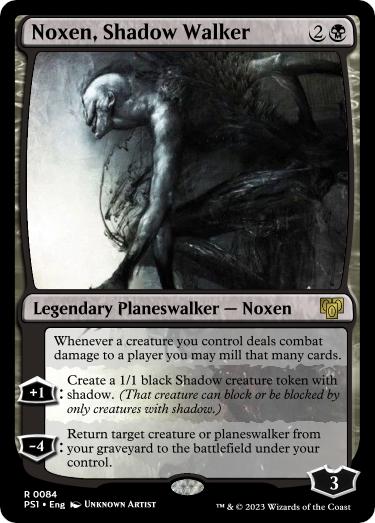 Noxen, Shadow Walker 2
Legendary Planeswalker — Noxen
Whenever a creature you control deals combat
damage to a player you may mill that many cards.
+1: Create a 1/1 black Shadow creature token with
shadow. (That creature can block or be blocked by
only creatures with shadow.)
-4: Return target creature or planeswalker from
your graveyard to the battlefield under your
control.
3
R 0084
PS1 • Eng Unknown Artist
™ & © 2023 Wizards of the Coast